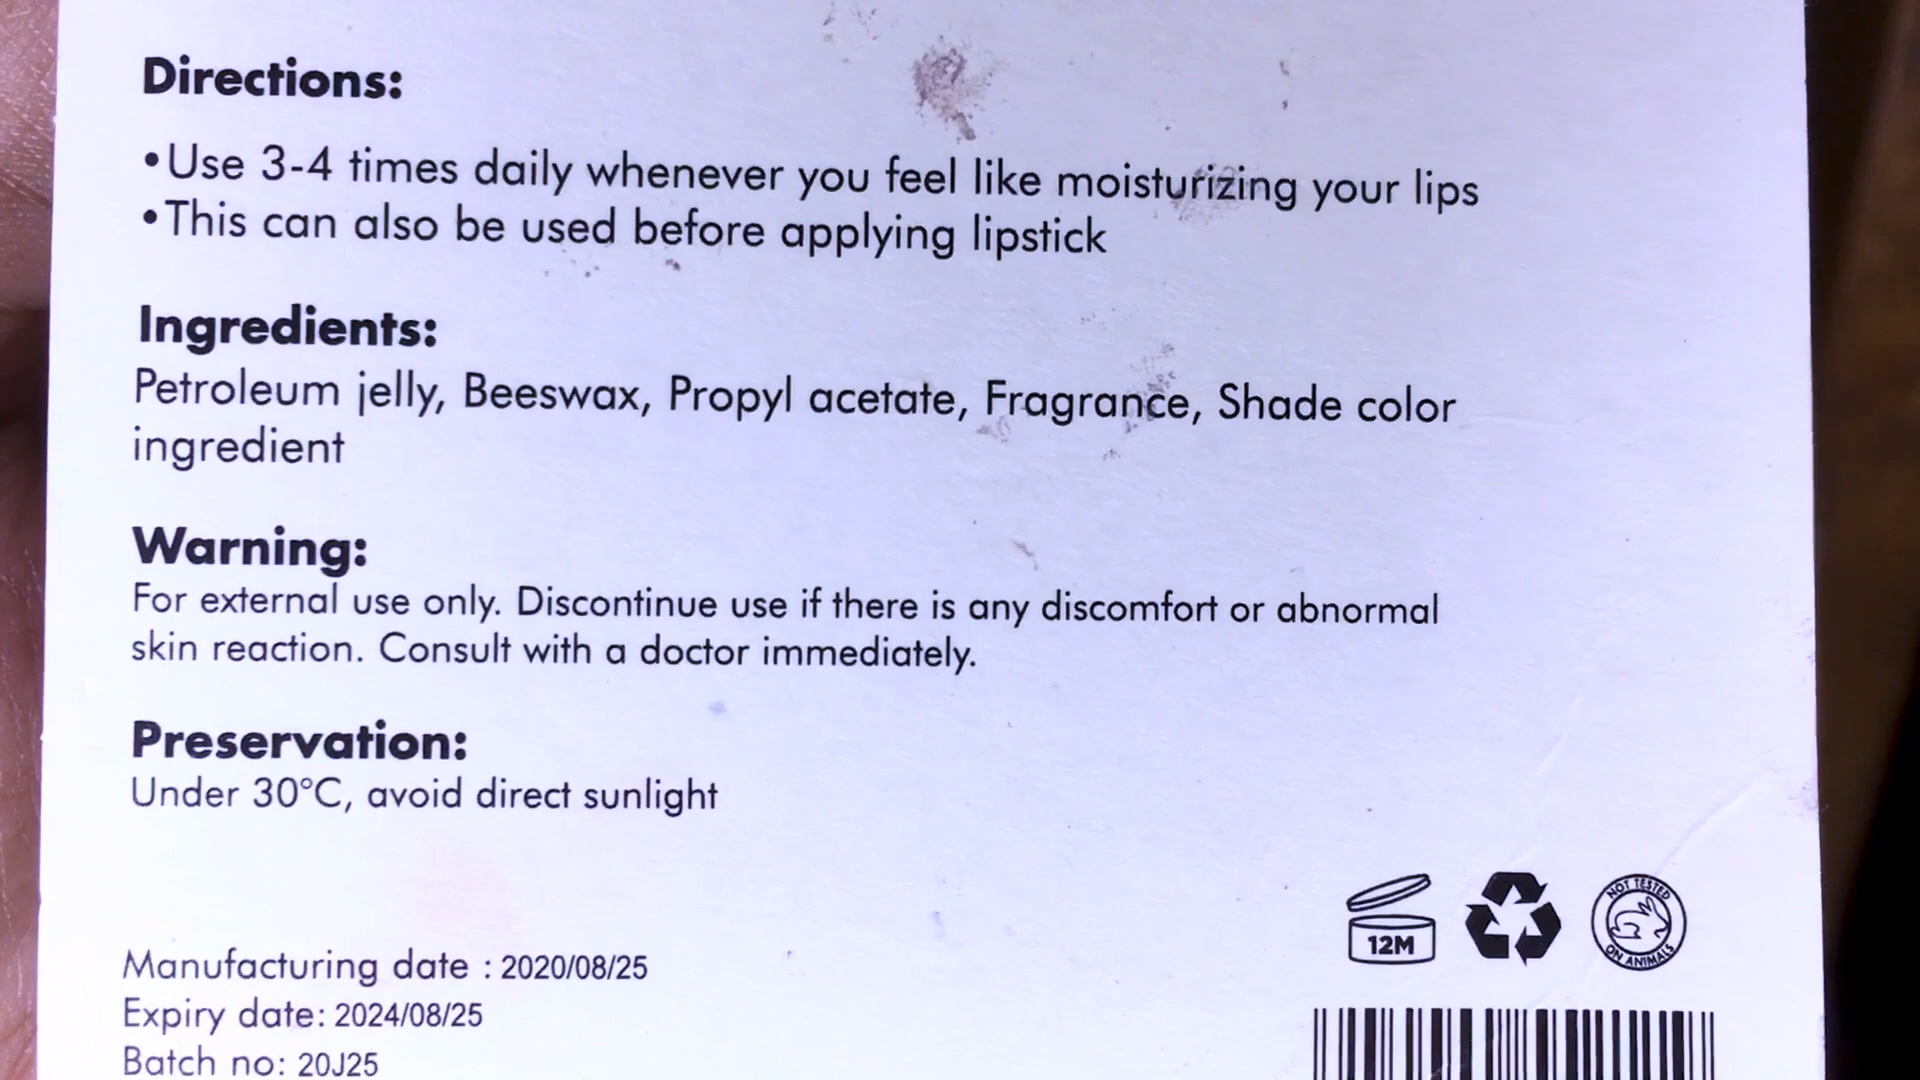 Directions:
•Use 3-4 times daily whenever you feel like moisturizing your lips
•This can also be used before applying lipstick
Ingredients:
Petroleum jelly, Beeswax, Propyl acetate, Fragrance, Shade color
ingredient
Warning:
For external use only. Discontinue use if there is any discomfort or abnormal
skin reaction. Consult with a doctor immediately.
Preservation:
Under 30°C, avoid direct sunlight
12M
NOT TESTED
ON ANIMALS
Manufacturing date : 2020/08/25
Expiry date: 2024/08/25
Batch no: 20J25